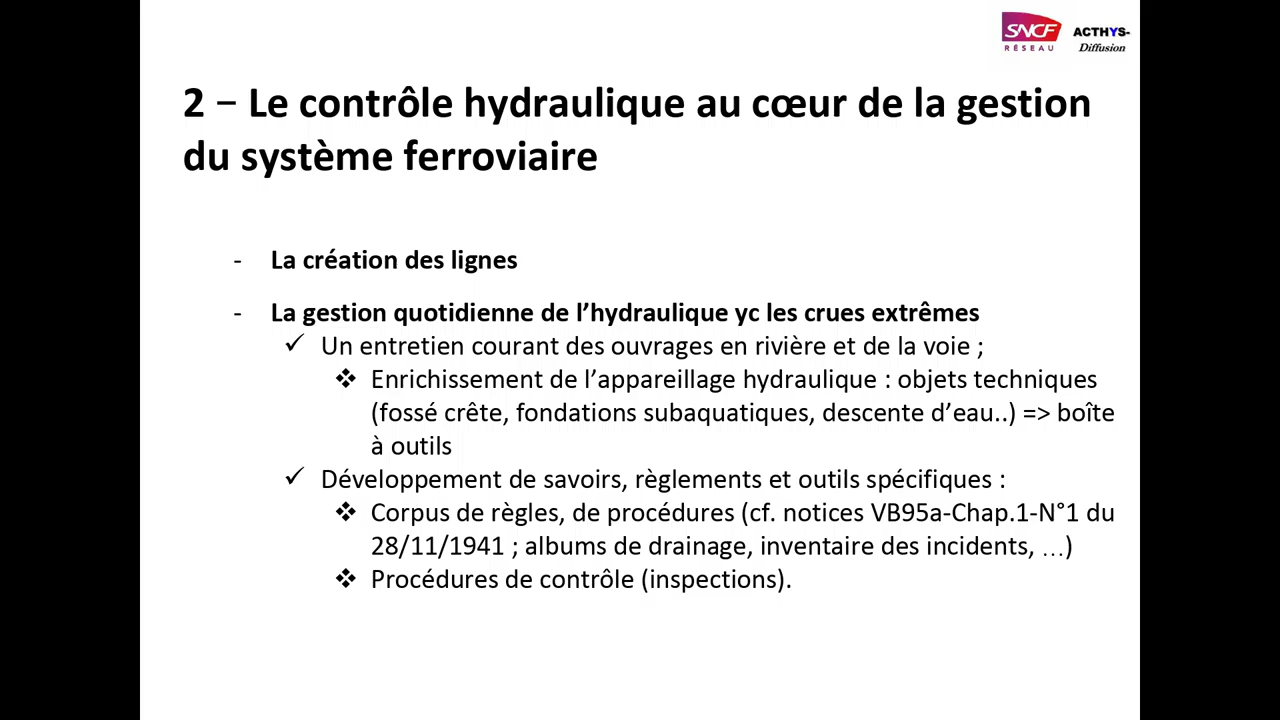 SNCF
RÉSEAU
ACTHYS-
Diffusion
2 – Le contrôle hydraulique au cœur de la gestion
du système ferroviaire
- La création des lignes
- La gestion quotidienne de l’hydraulique yc les crues extrêmes
✓ Un entretien courant des ouvrages en rivière et de la voie ;
❖ Enrichissement de l’appareillage hydraulique : objets techniques
(fossé crête, fondations subaquatiques, descente d’eau..) => boîte
à outils
✓ Développement de savoirs, règlements et outils spécifiques :
❖ Corpus de règles, de procédures (cf. notices VB95a-Chap.1-N°1 du
28/11/1941 ; albums de drainage, inventaire des incidents, …)
❖ Procédures de contrôle (inspections).